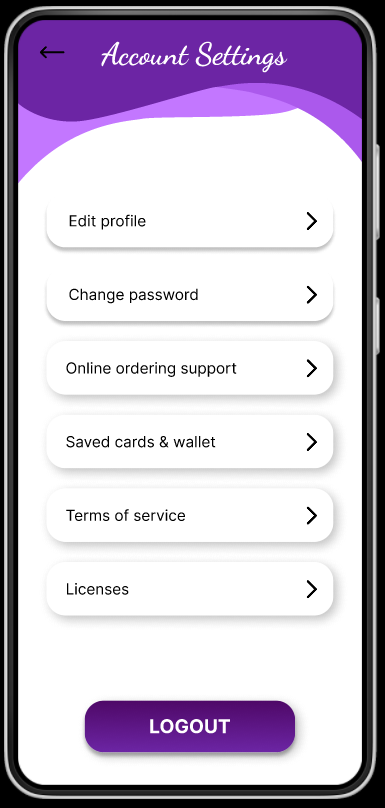 Account Settings
Edit profile
Change password
Online ordering support
Saved cards & wallet
Terms of service
Licenses
LOGOUT